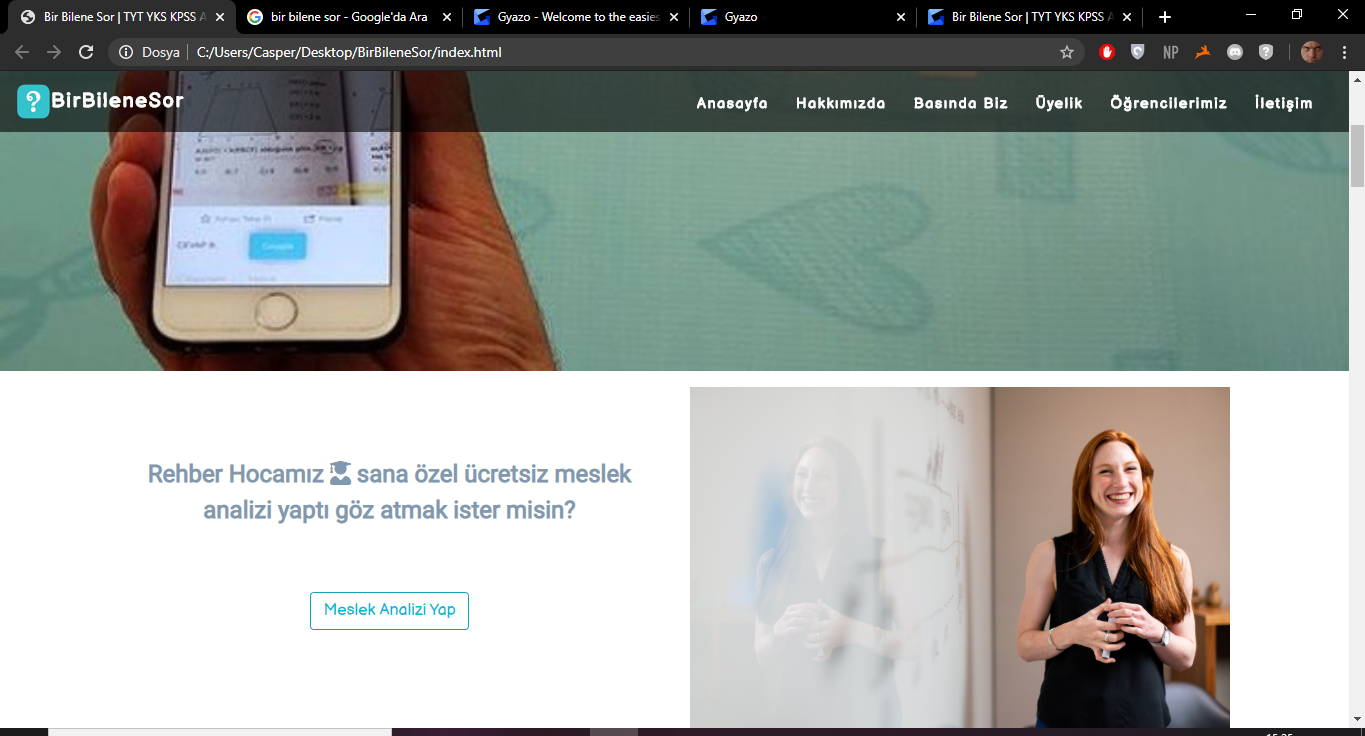 Bir Bilene Sor | TYT YKS KPSS A
bir bilene sor - Google'da Ara
Gyazo - Welcome to the easies
Gyazo
Bir Bilene Sor | TYT YKS KPSS A
Dosya
C:/Users/Casper/Desktop/BirBileneSor/index.html
NP
BirBileneSor
Anasayfa
Hakkımızda
Basında Biz
Üyelik
Öğrencilerimiz
İletişim
Rehber Hocamız sana özel ücretsiz meslek
analizi yaptı göz atmak ister misin?
Meslek Analizi Yap